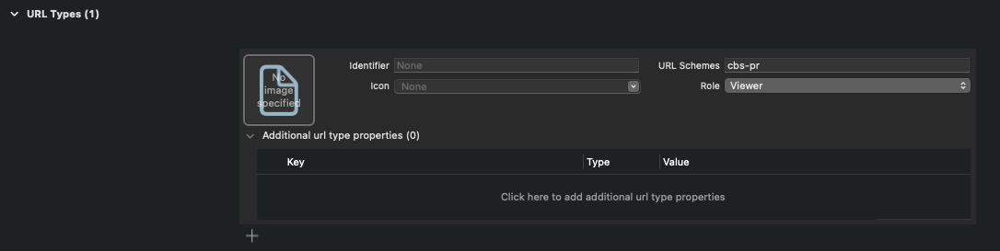 URL Types (1)
No image specified
Identifier None
URL Schemes cbs-pr
Icon None
Role Viewer
Additional url type properties (0)
Key Type Value
Click here to add additional url type properties